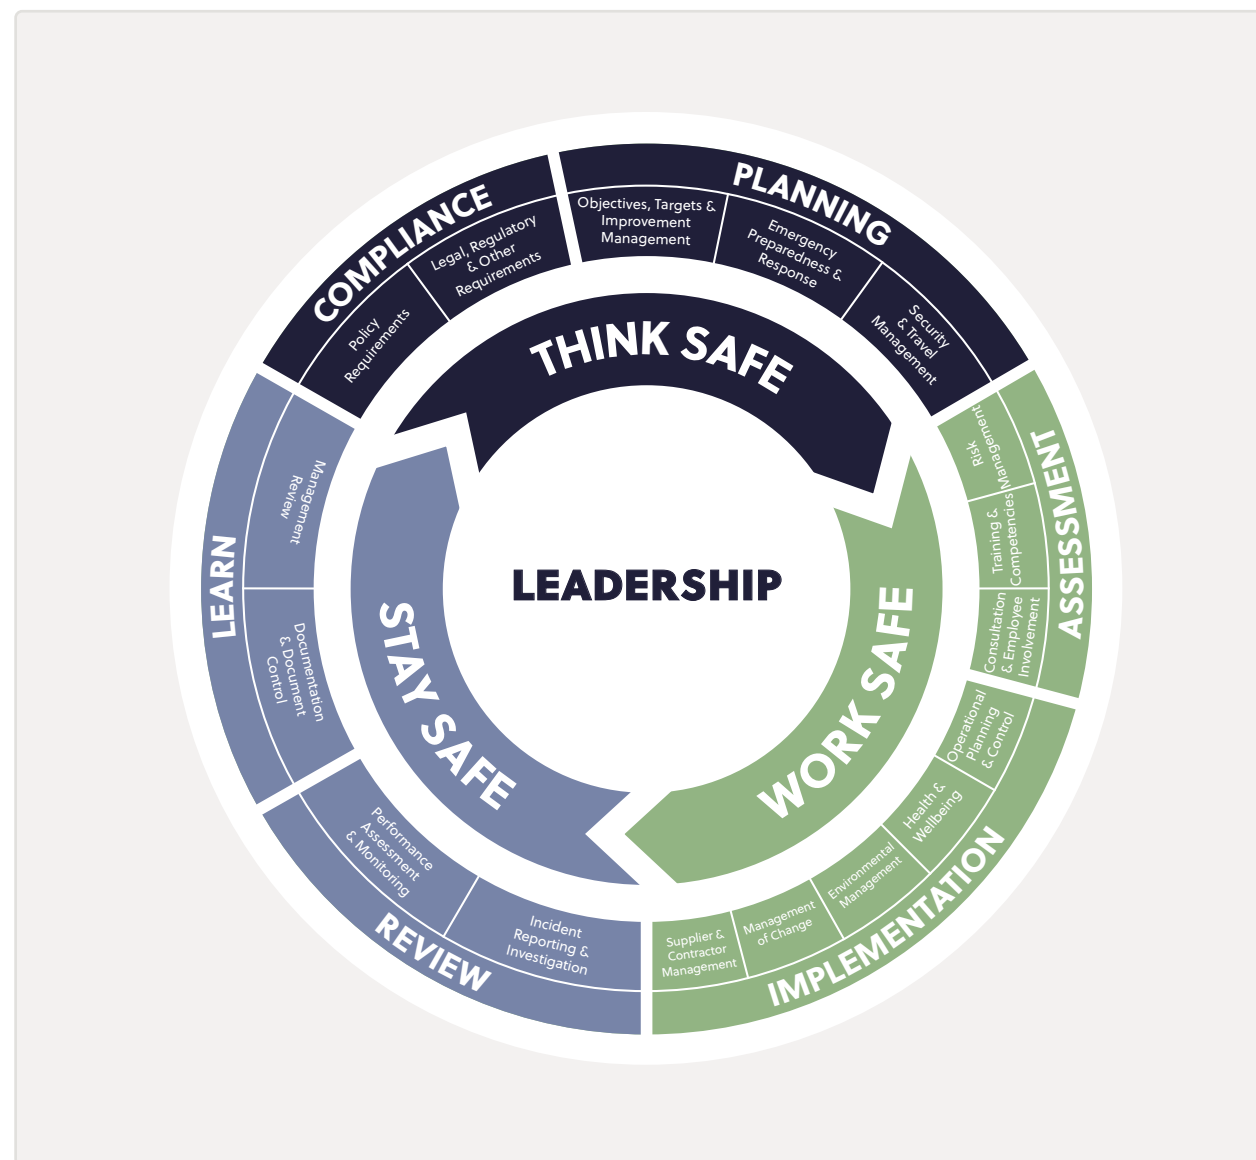 COMPLIANCE
Policy
Requirements
Legal, Regulatory
& Other
Requirements
PLANNING
Objectives, Targets &
Improvement
Management
Emergency
Preparedness &
Response
Security
& Travel
Management
ASSESSMENT
Risk
Management
Training &
Competencies
Consultation
& Employee
Involvement
IMPLEMENTATION
Operational
Planning
& Control
Health &
Wellbeing
Environmental
Management
Management
of Change
Supplier &
Contractor
Management
REVIEW
Incident
Reporting &
Investigation
Performance
Assessment
& Monitoring
LEARN
Documentation
& Document
Control
Management
Review
THINK SAFE
WORK SAFE
STAY SAFE
LEADERSHIP